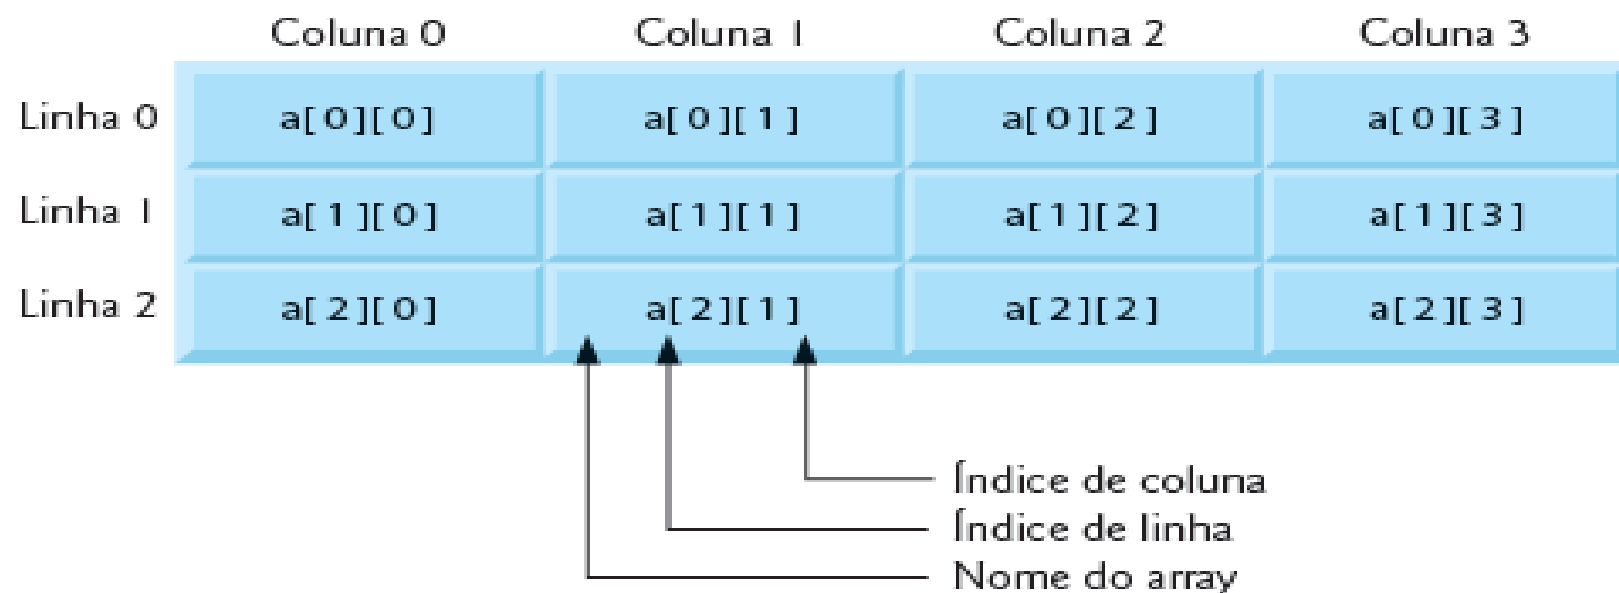 Coluna 0 Coluna 1 Coluna 2 Coluna 3
Linha 0 a[ 0 ][ 0 ] a[ 0 ][ 1 ] a[ 0 ][ 2 ] a[ 0 ][ 3 ]
Linha 1 a[ 1 ][ 0 ] a[ 1 ][ 1 ] a[ 1 ][ 2 ] a[ 1 ][ 3 ]
Linha 2 a[ 2 ][ 0 ] a[ 2 ][ 1 ] a[ 2 ][ 2 ] a[ 2 ][ 3 ]
Índice de coluna
Índice de linha
Nome do array